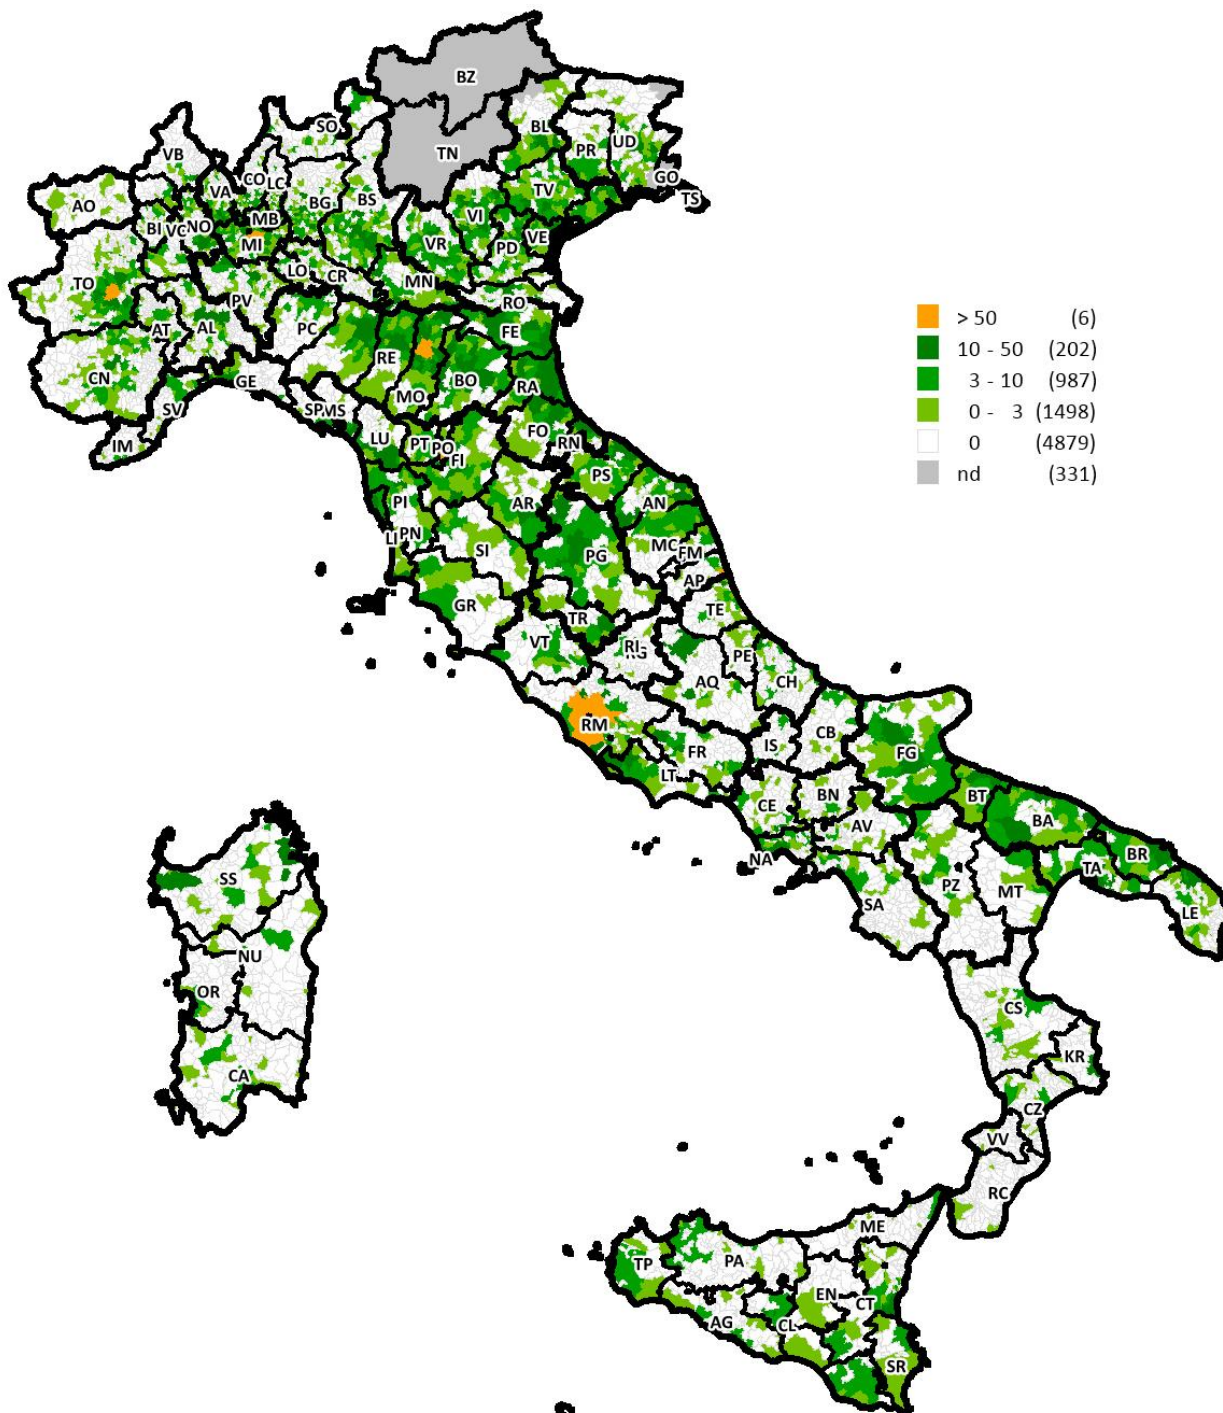 BZ
SO
TN
BL
PR
UD
VB
CO
LC
GO
TS
AO
VA
BG
BS
TV
BI
VC
NO
MB
MI
VI
VR
PD
VE
TO
LO
CR
MN
RO
> 50 (6)
10 - 50 (202)
3 - 10 (987)
0 - 3 (1498)
0 (4879)
nd (331)
PV
AT
AL
PC
RE
FE
CN
GE
MO
BO
RA
SV
SP
MS
IM
LU
PT
PO
FI
FO
RN
PS
AR
AN
PI
PN
LI
SI
PG
MC
FM
AP
GR
TR
TE
VT
RI
PE
AQ
CH
RM
FR
IS
CB
FG
LT
CE
BN
BT
AV
BA
NA
BR
TA
SS
PZ
MT
SA
LE
NU
OR
CS
CA
KR
CZ
VV
RC
ME
TP
PA
EN
CT
AG
CL
SR